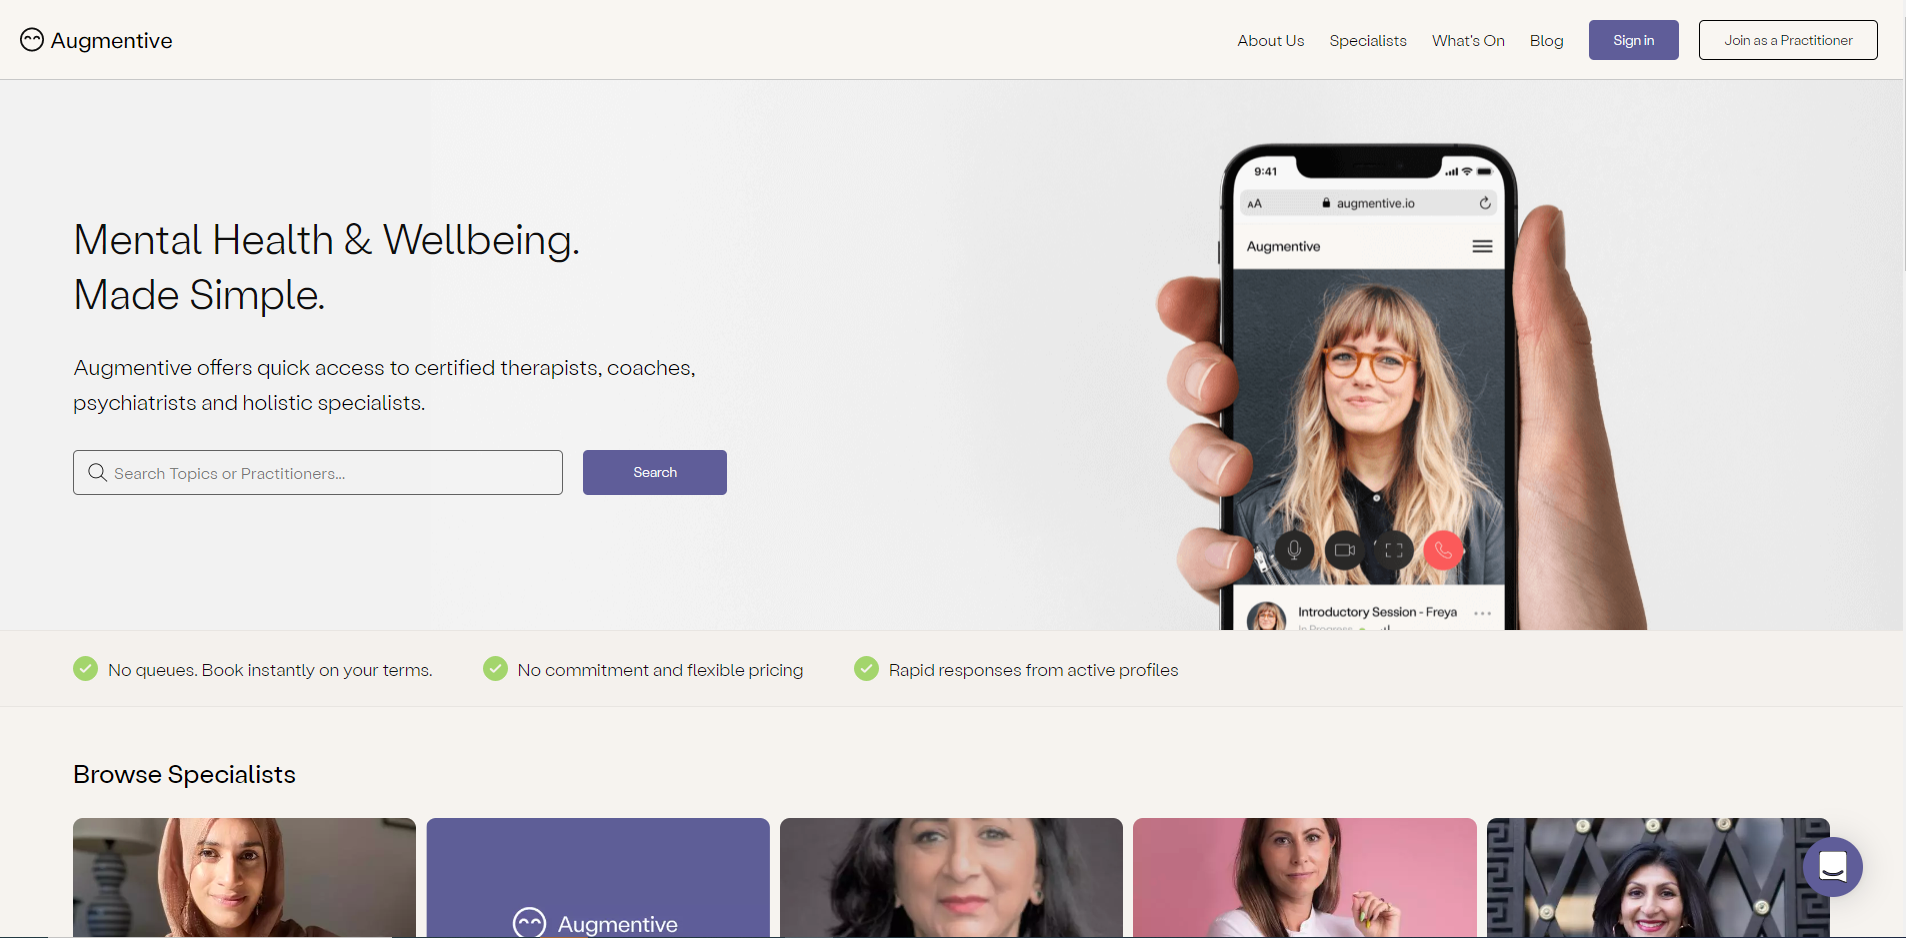 Augmentive
About Us
Specialists
What's On
Blog
Sign in
Join as a Practitioner
Mental Health & Wellbeing.
Made Simple.
Augmentive offers quick access to certified therapists, coaches,
psychiatrists and holistic specialists.
Search Topics or Practitioners...
Search
9:41
AA
augmentive.io
Augmentive
Introductory Session - Freya
In Progress
No queues. Book instantly on your terms.
No commitment and flexible pricing
Rapid responses from active profiles
Browse Specialists
Augmentive